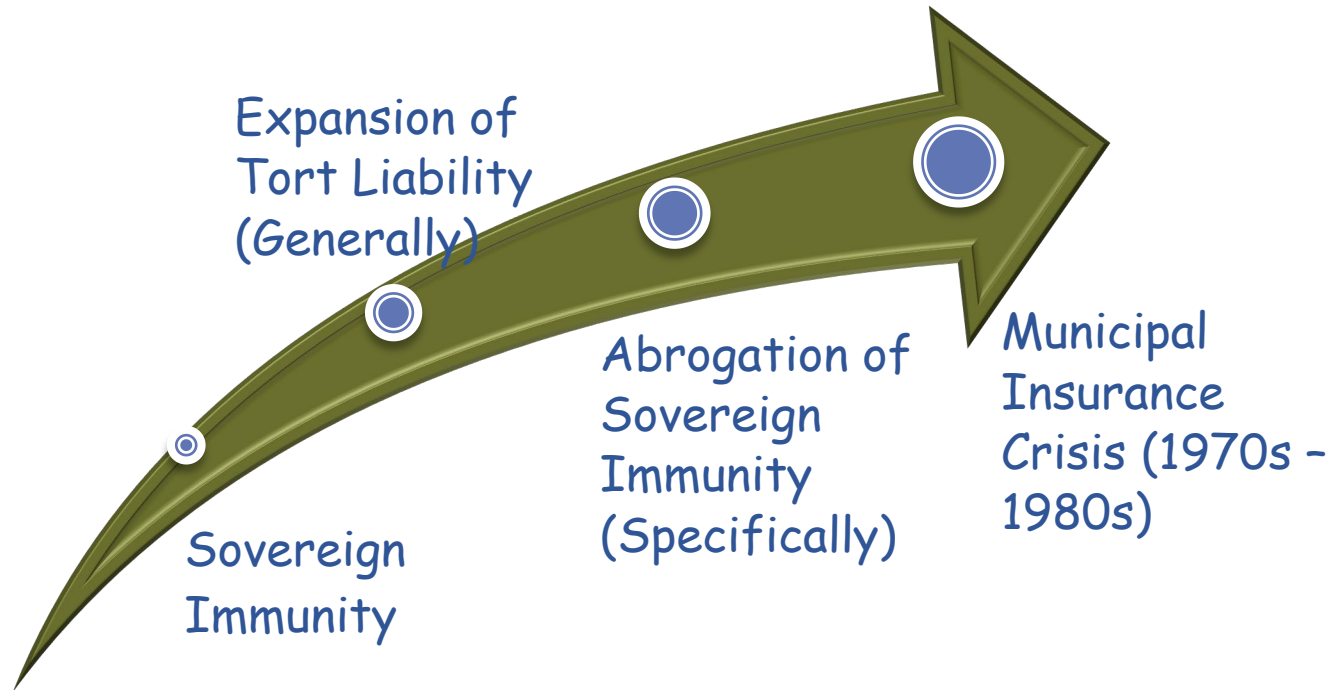 Sovereign
Immunity
Expansion of
Tort Liability
(Generally)
Abrogation of
Sovereign
Immunity
(Specifically)
Municipal
Insurance
Crisis (1970s –
1980s)